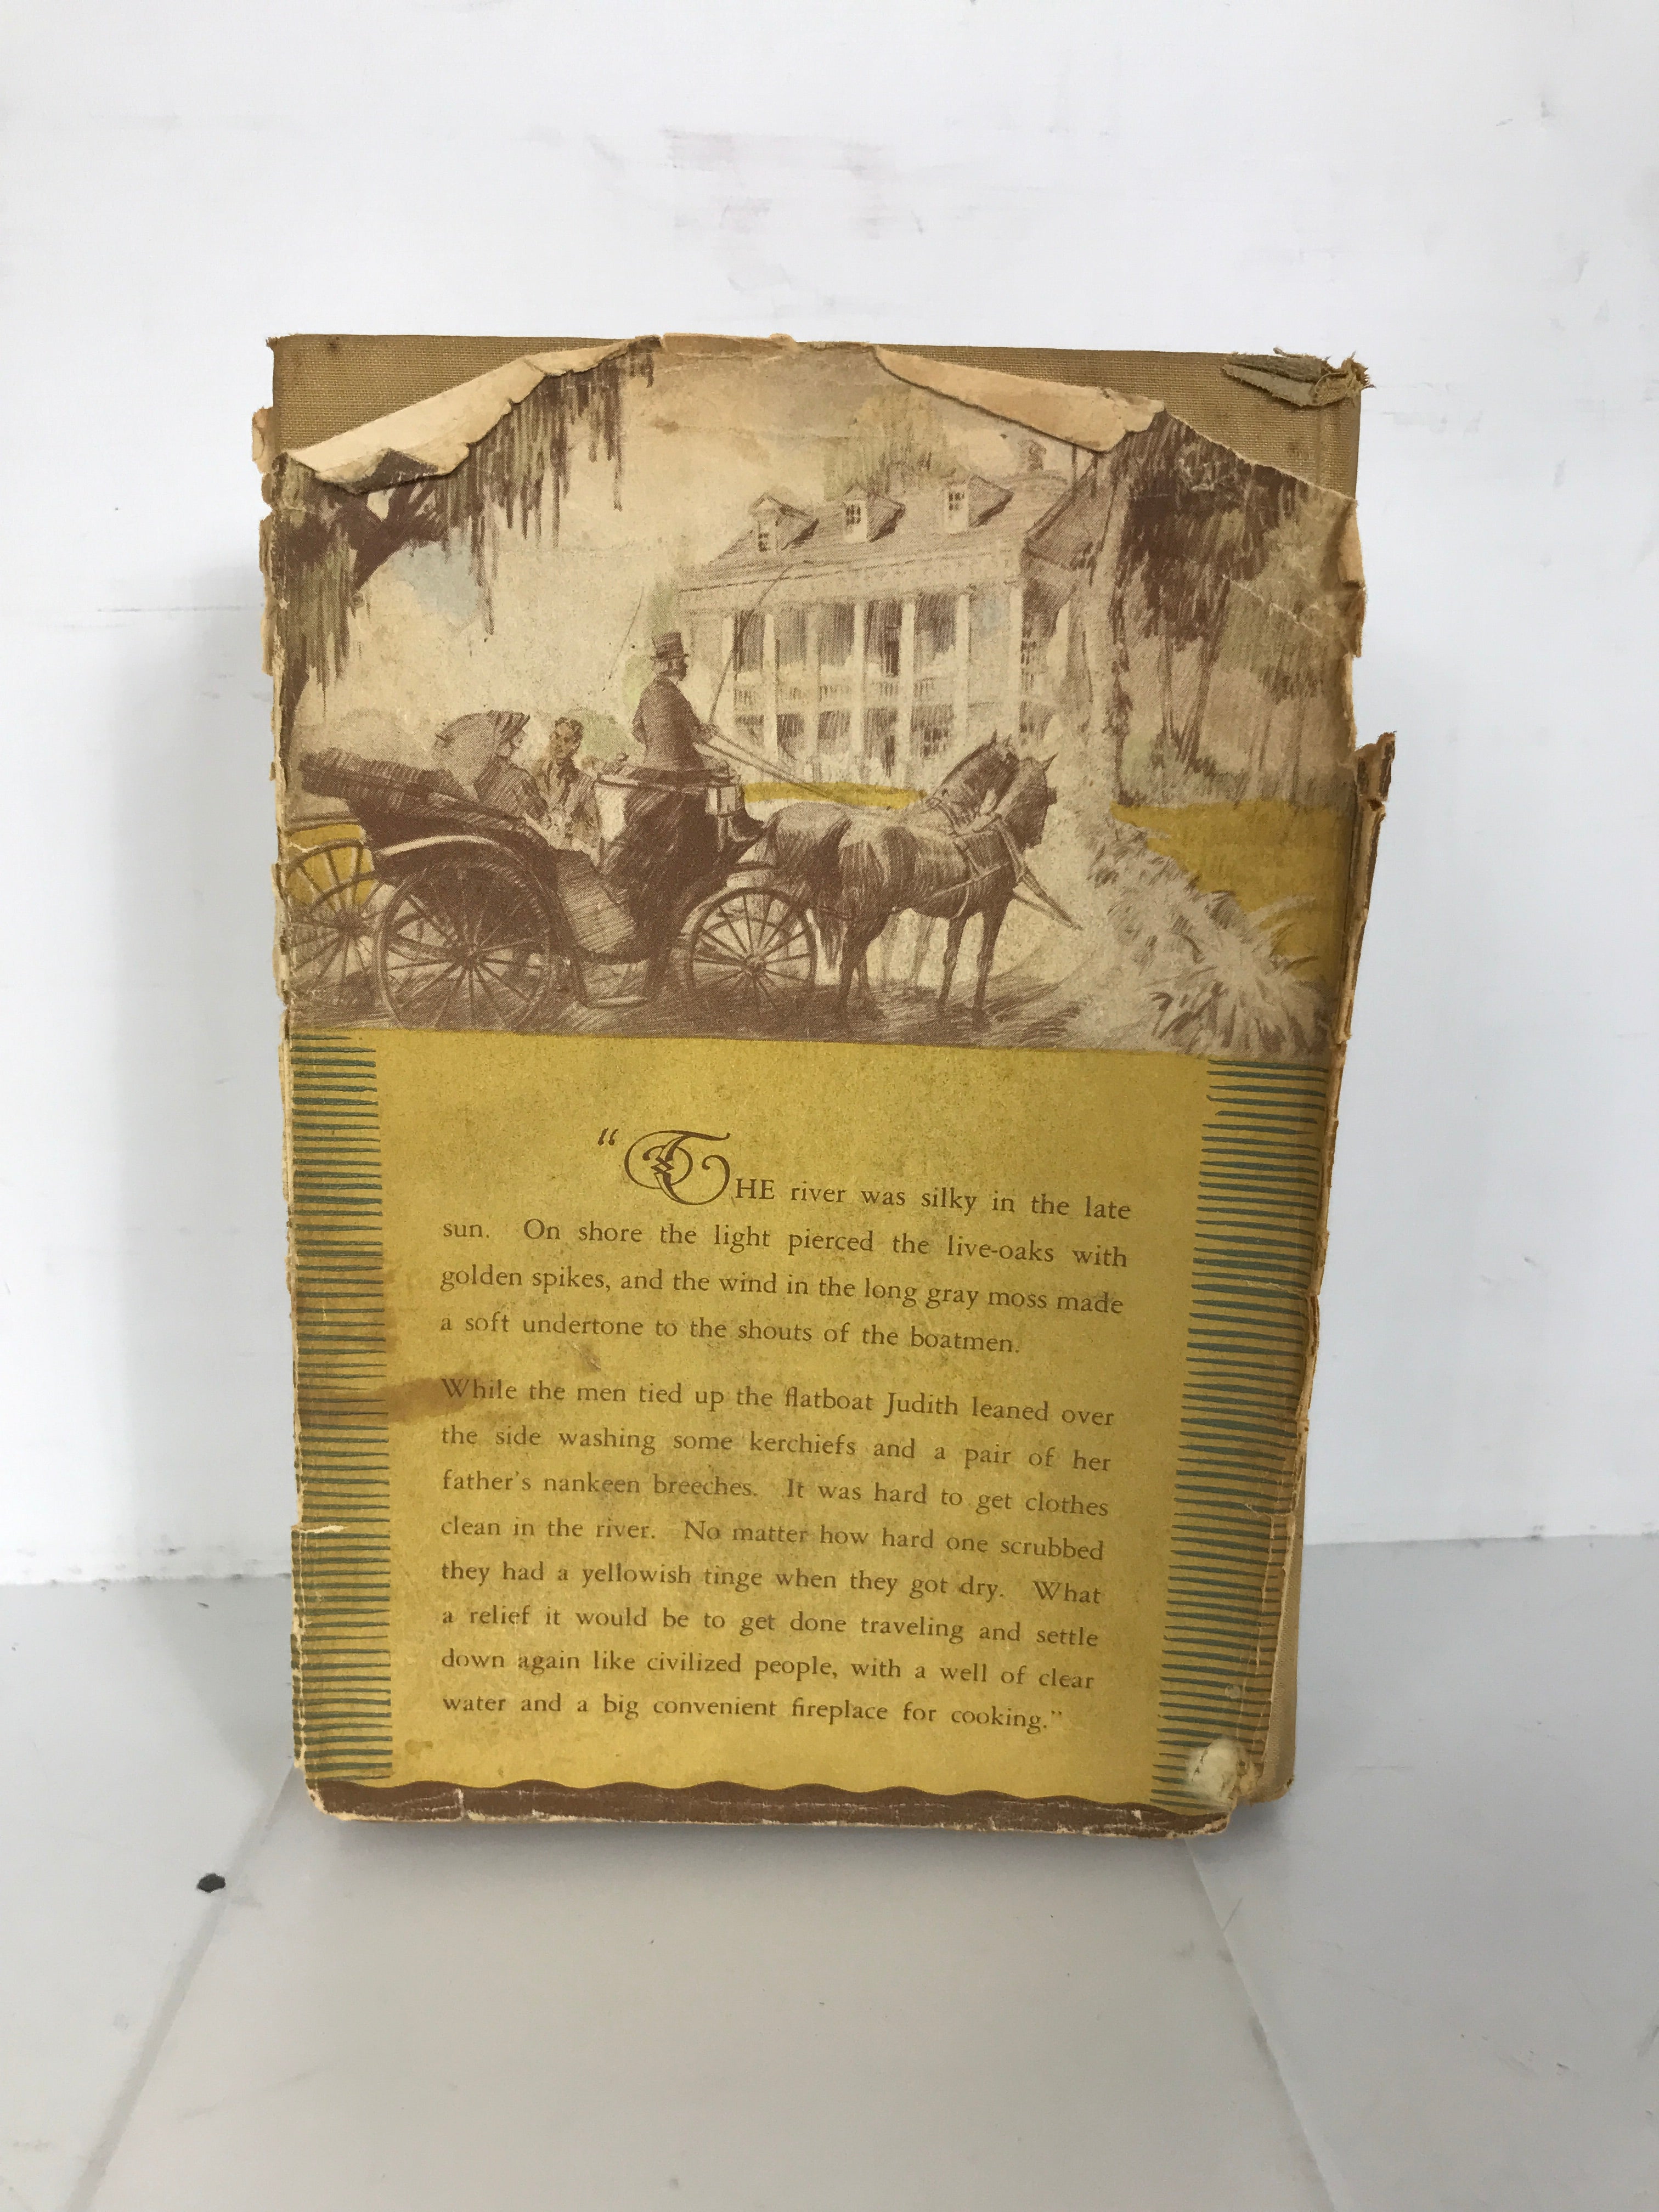 "THE river was silky in the late
sun. On shore the light pierced the live-oaks with
golden spikes, and the wind in the long gray moss made
a soft undertone to the shouts of the boatmen.
While the men tied up the flatboat Judith leaned over
the side washing some kerchiefs and a pair of her
father's nankeen breeches. It was hard to get clothes
clean in the river. No matter how hard one scrubbed
they had a yellowish tinge when they got dry. What
a relief it would be to get done traveling and settle
down again like civilized people, with a well of clear
water and a big convenient fireplace for cooking."